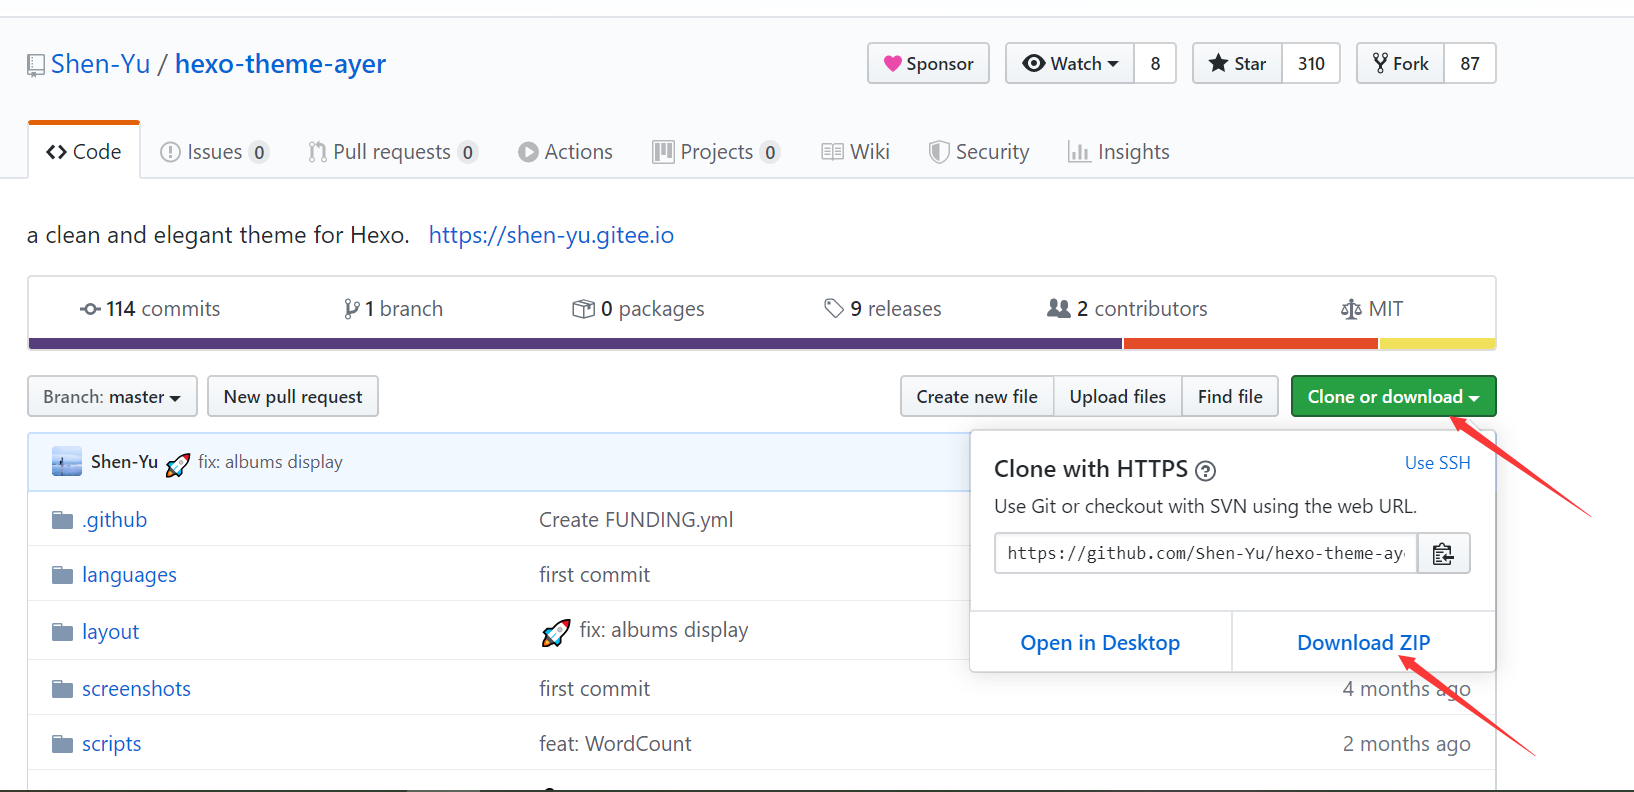 Shen-Yu / hexo-theme-ayer
Sponsor
Watch 8
Star 310
Fork 87
Code
Issues 0
Pull requests 0
Actions
Projects 0
Wiki
Security
Insights
a clean and elegant theme for Hexo. https://shen-yu.gitee.io
114 commits
1 branch
0 packages
9 releases
2 contributors
MIT
Branch: master
New pull request
Create new file
Upload files
Find file
Clone or download
Shen-Yu fix: albums display
Clone with HTTPS ?
Use SSH
Use Git or checkout with SVN using the web URL.
https://github.com/Shen-Yu/hexo-theme-ay
Open in Desktop
Download ZIP
.github Create FUNDING.yml
languages first commit
layout fix: albums display
screenshots first commit 4 months ago
scripts feat: WordCount 2 months ago